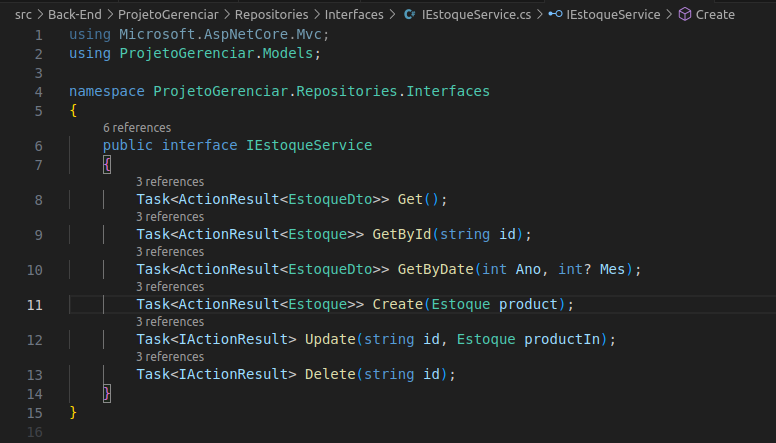 src > Back-End > ProjetoGerenciar > Repositories > Interfaces > C# IEstoqueService.cs > IEstoqueService > Create
1 using Microsoft.AspNetCore.Mvc;
2 using ProjetoGerenciar.Models;
3
4 namespace ProjetoGerenciar.Repositories.Interfaces
5 {
6 references
6 public interface IEstoqueService
7 {
3 references
8 Task<ActionResult<EstoqueDto>> Get();
3 references
9 Task<ActionResult<Estoque>> GetById(string id);
3 references
10 Task<ActionResult<EstoqueDto>> GetByDate(int Ano, int? Mes);
3 references
11 Task<ActionResult<Estoque>> Create(Estoque product);
3 references
12 Task<IActionResult> Update(string id, Estoque productIn);
3 references
13 Task<IActionResult> Delete(string id);
14 }
15 }
16